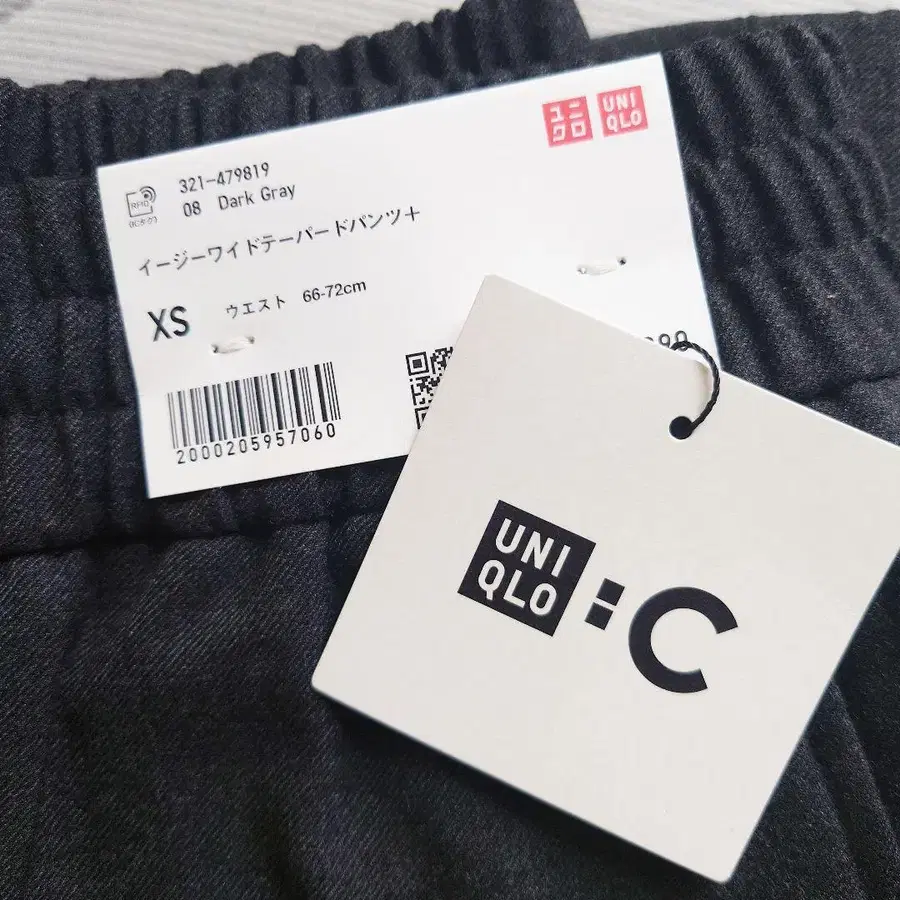 ユニ
クロ
UNI
QLO
RFID
321-479819
08 Dark Gray
イージーワイドテーパードパンツ+
XS ウエスト 66-72cm
2000205957060
UNI
QLO
:C